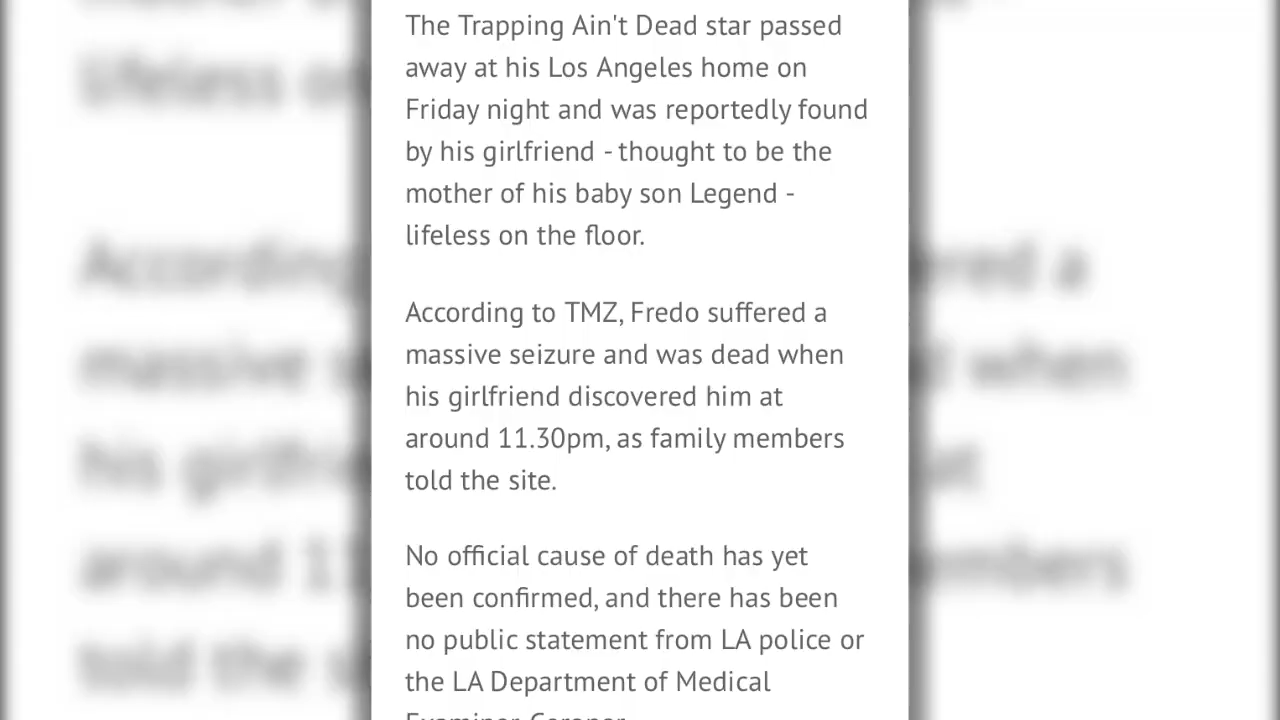 The Trapping Ain't Dead star passed
away at his Los Angeles home on
Friday night and was reportedly found
by his girlfriend - thought to be the
mother of his baby son Legend -
lifeless on the floor.
According to TMZ, Fredo suffered a
massive seizure and was dead when
his girlfriend discovered him at
around 11.30pm, as family members
told the site.
No official cause of death has yet
been confirmed, and there has been
no public statement from LA police or
the LA Department of Medical
Examiner-Coroner